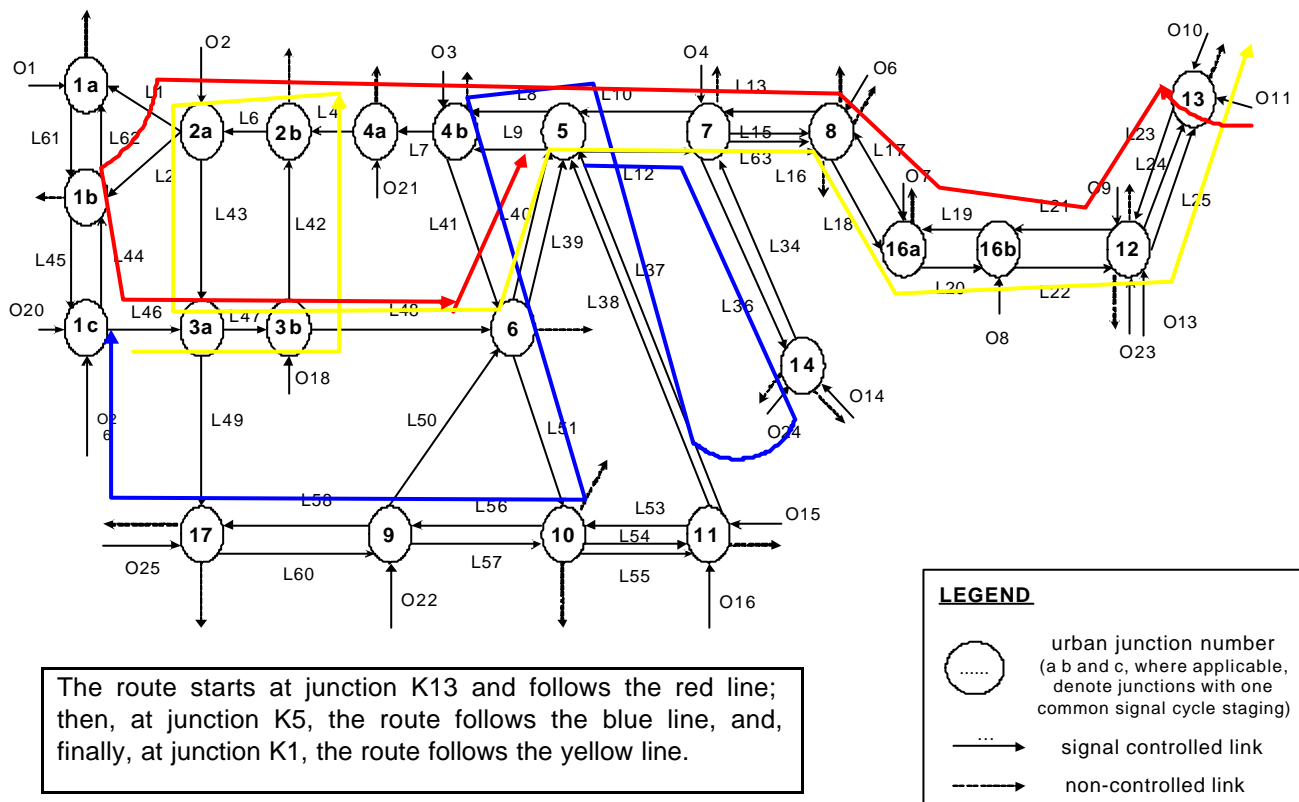 O10
O2
O3
O4
O1
1a
L1
L13
O6
13
O11
L8
L10
L61
L62
2a
L6
2b
L4
4a
4b
5
7
L15
8
L23
L9
L63
L24
L7
L17
L2
O21
L12
L16
O7
O9
L25
1b
L43
L42
L41
L40
L39
L34
L18
L19
L21
16a
16b
12
L45
L44
L37
L38
L36
L20
L22
O20
1c
L46
3a
L47
3b
L48
6
O8
O13
O23
14
O18
O14
O2
6
L49
L50
L51
O24
L58
L56
L53
O15
17
9
10
L54
11
O25
L60
L57
L55
O22
O16
The route starts at junction K13 and follows the red line;
then, at junction K5, the route follows the blue line, and,
finally, at junction K1, the route follows the yellow line.
LEGEND
......
urban junction number
(a b and c, where applicable,
denote junctions with one
common signal cycle staging)
...
signal controlled link
non-controlled link